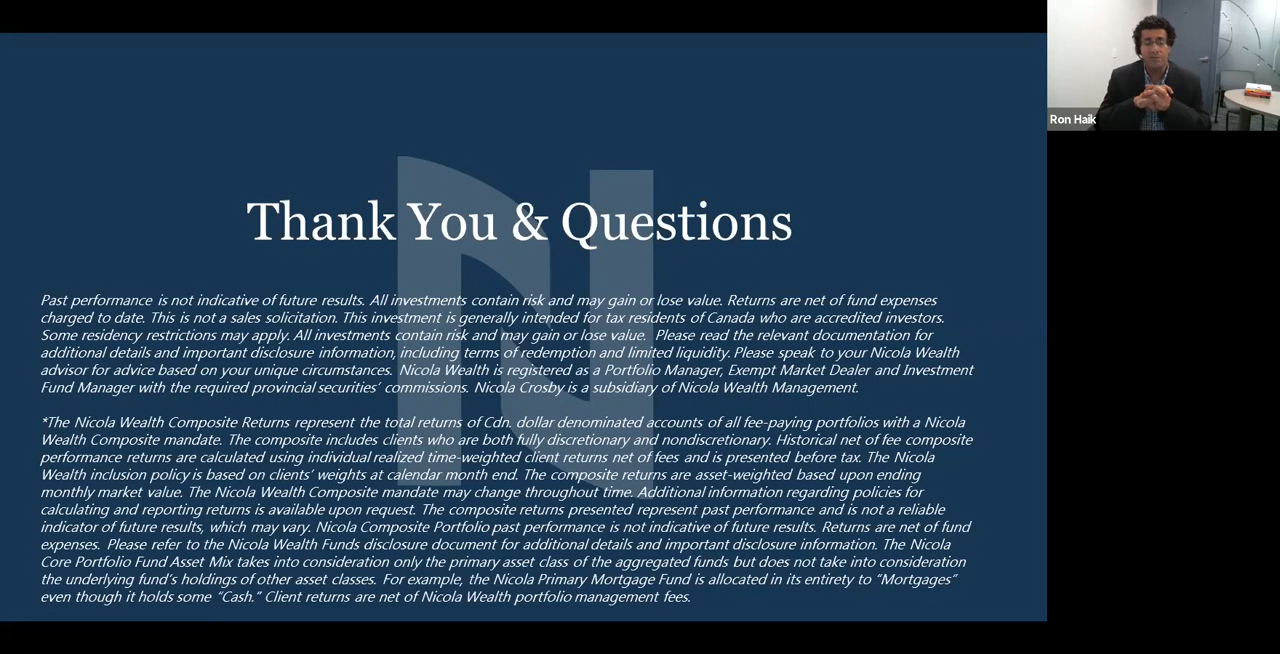 Thank You & Questions
Past performance is not indicative of future results. All investments contain risk and may gain or lose value. Returns are net of fund expenses
charged to date. This is not a sales solicitation. This investment is generally intended for tax residents of Canada who are accredited investors.
Some residency restrictions may apply. All investments contain risk and may gain or lose value. Please read the relevant documentation for
additional details and important disclosure information, including terms of redemption and limited liquidity. Please speak to your Nicola Wealth
advisor for advice based on your unique circumstances. Nicola Wealth is registered as a Portfolio Manager, Exempt Market Dealer and Investment
Fund Manager with the required provincial securities' commissions. Nicola Crosby is a subsidiary of Nicola Wealth Management.
*The Nicola Wealth Composite Returns represent the total returns of Cdn. dollar denominated accounts of all fee-paying portfolios with a Nicola
Wealth Composite mandate. The composite includes clients who are both fully discretionary and nondiscretionary. Historical net of fee composite
performance returns are calculated using individual realized time-weighted client returns net of fees and is presented before tax. The Nicola
Wealth inclusion policy is based on clients' weights at calendar month end. The composite returns are asset-weighted based upon ending
monthly market value. The Nicola Wealth Composite mandate may change throughout time. Additional information regarding policies for
calculating and reporting returns is available upon request. The composite returns presented represent past performance and is not a reliable
indicator of future results, which may vary. Nicola Composite Portfolio past performance is not indicative of future results. Returns are net of fund
expenses. Please refer to the Nicola Wealth Funds disclosure document for additional details and important disclosure information. The Nicola
Core Portfolio Fund Asset Mix takes into consideration only the primary asset class of the aggregated funds but does not take into consideration
the underlying fund's holdings of other asset classes. For example, the Nicola Primary Mortgage Fund is allocated in its entirety to "Mortgages"
even though it holds some "Cash." Client returns are net of Nicola Wealth portfolio management fees.
Ron Haik